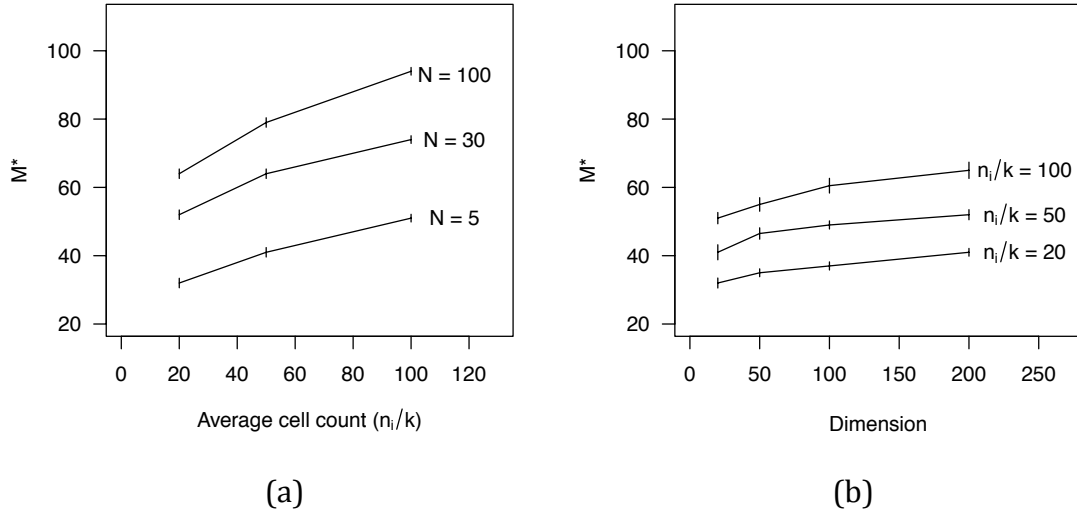 M*
100
80
60
40
20
N = 100
N = 30
N = 5
0 20 40 60 80 100 120
Average cell count (nᵢ/k)
(a)
M*
100
80
60
40
20
nᵢ/k = 100
nᵢ/k = 50
nᵢ/k = 20
0 50 100 150 200 250
Dimension
(b)